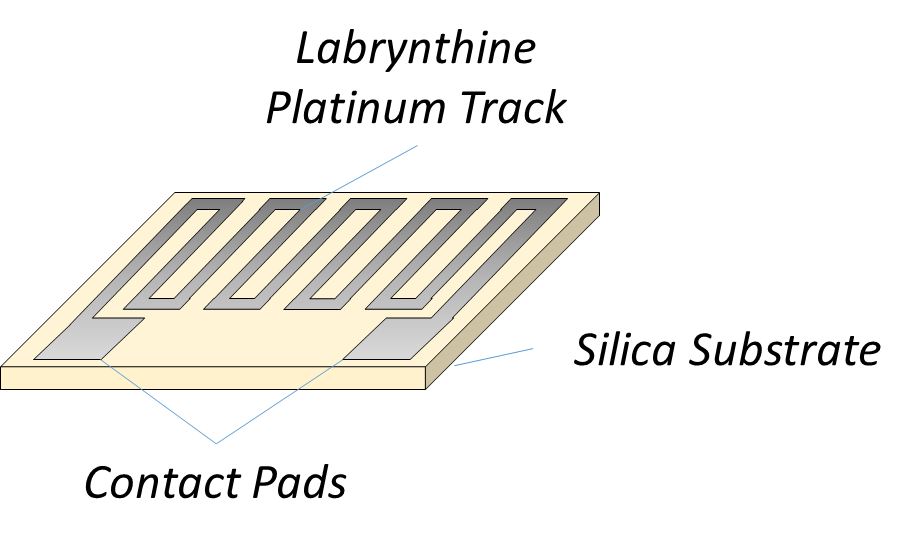 Labrynthine
Platinum Track
Silica Substrate
Contact Pads